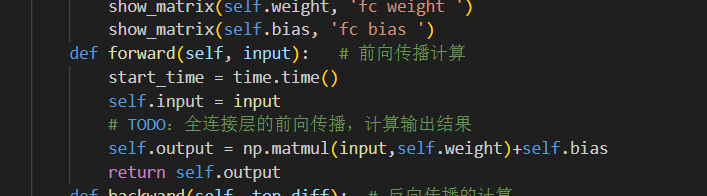 show_matrix(self.weight, 'fc weight ')
show_matrix(self.bias, 'fc bias ')
def forward(self, input):   # 前向传播计算
start_time = time.time()
self.input = input
# TODO：全连接层的前向传播，计算输出结果
self.output = np.matmul(input,self.weight)+self.bias
return self.output
def backward(self, top_diff):  # 反向传播的计算